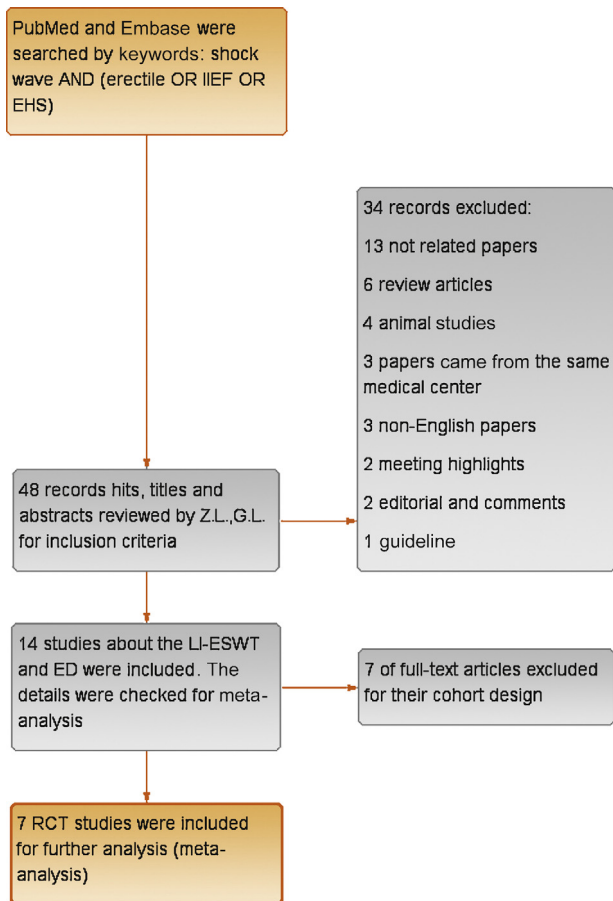 PubMed and Embase were
searched by keywords: shock
wave AND (erectile OR IIEF OR
EHS)
34 records excluded:
13 not related papers
6 review articles
4 animal studies
3 papers came from the same
medical center
3 non-English papers
2 meeting highlights
2 editorial and comments
1 guideline
48 records hits, titles and
abstracts reviewed by Z.L.,G.L.
for inclusion criteria
14 studies about the LI-ESWT
and ED were included. The
details were checked for meta-
analysis
7 of full-text articles excluded
for their cohort design
7 RCT studies were included
for further analysis (meta-
analysis)